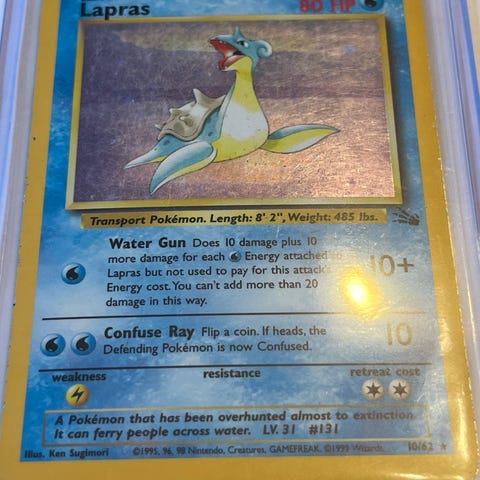 Lapras 80 HP
Transport Pokémon. Length: 8' 2", Weight: 485 lbs.
Water Gun Does 10 damage plus 10
more damage for each Energy attached to
Lapras but not used to pay for this attack's
Energy cost. You can't add more than 20
damage in this way.
10+
Confuse Ray Flip a coin. If heads, the
Defending Pokémon is now Confused.
10
weakness resistance retreat cost
A Pokémon that has been overhunted almost to extinction.
It can ferry people across water. LV. 31 #131
Illus. Ken Sugimori ©1995, 96, 98 Nintendo, Creatures, GAMEFREAK. ©1999 Wizards. 10/62